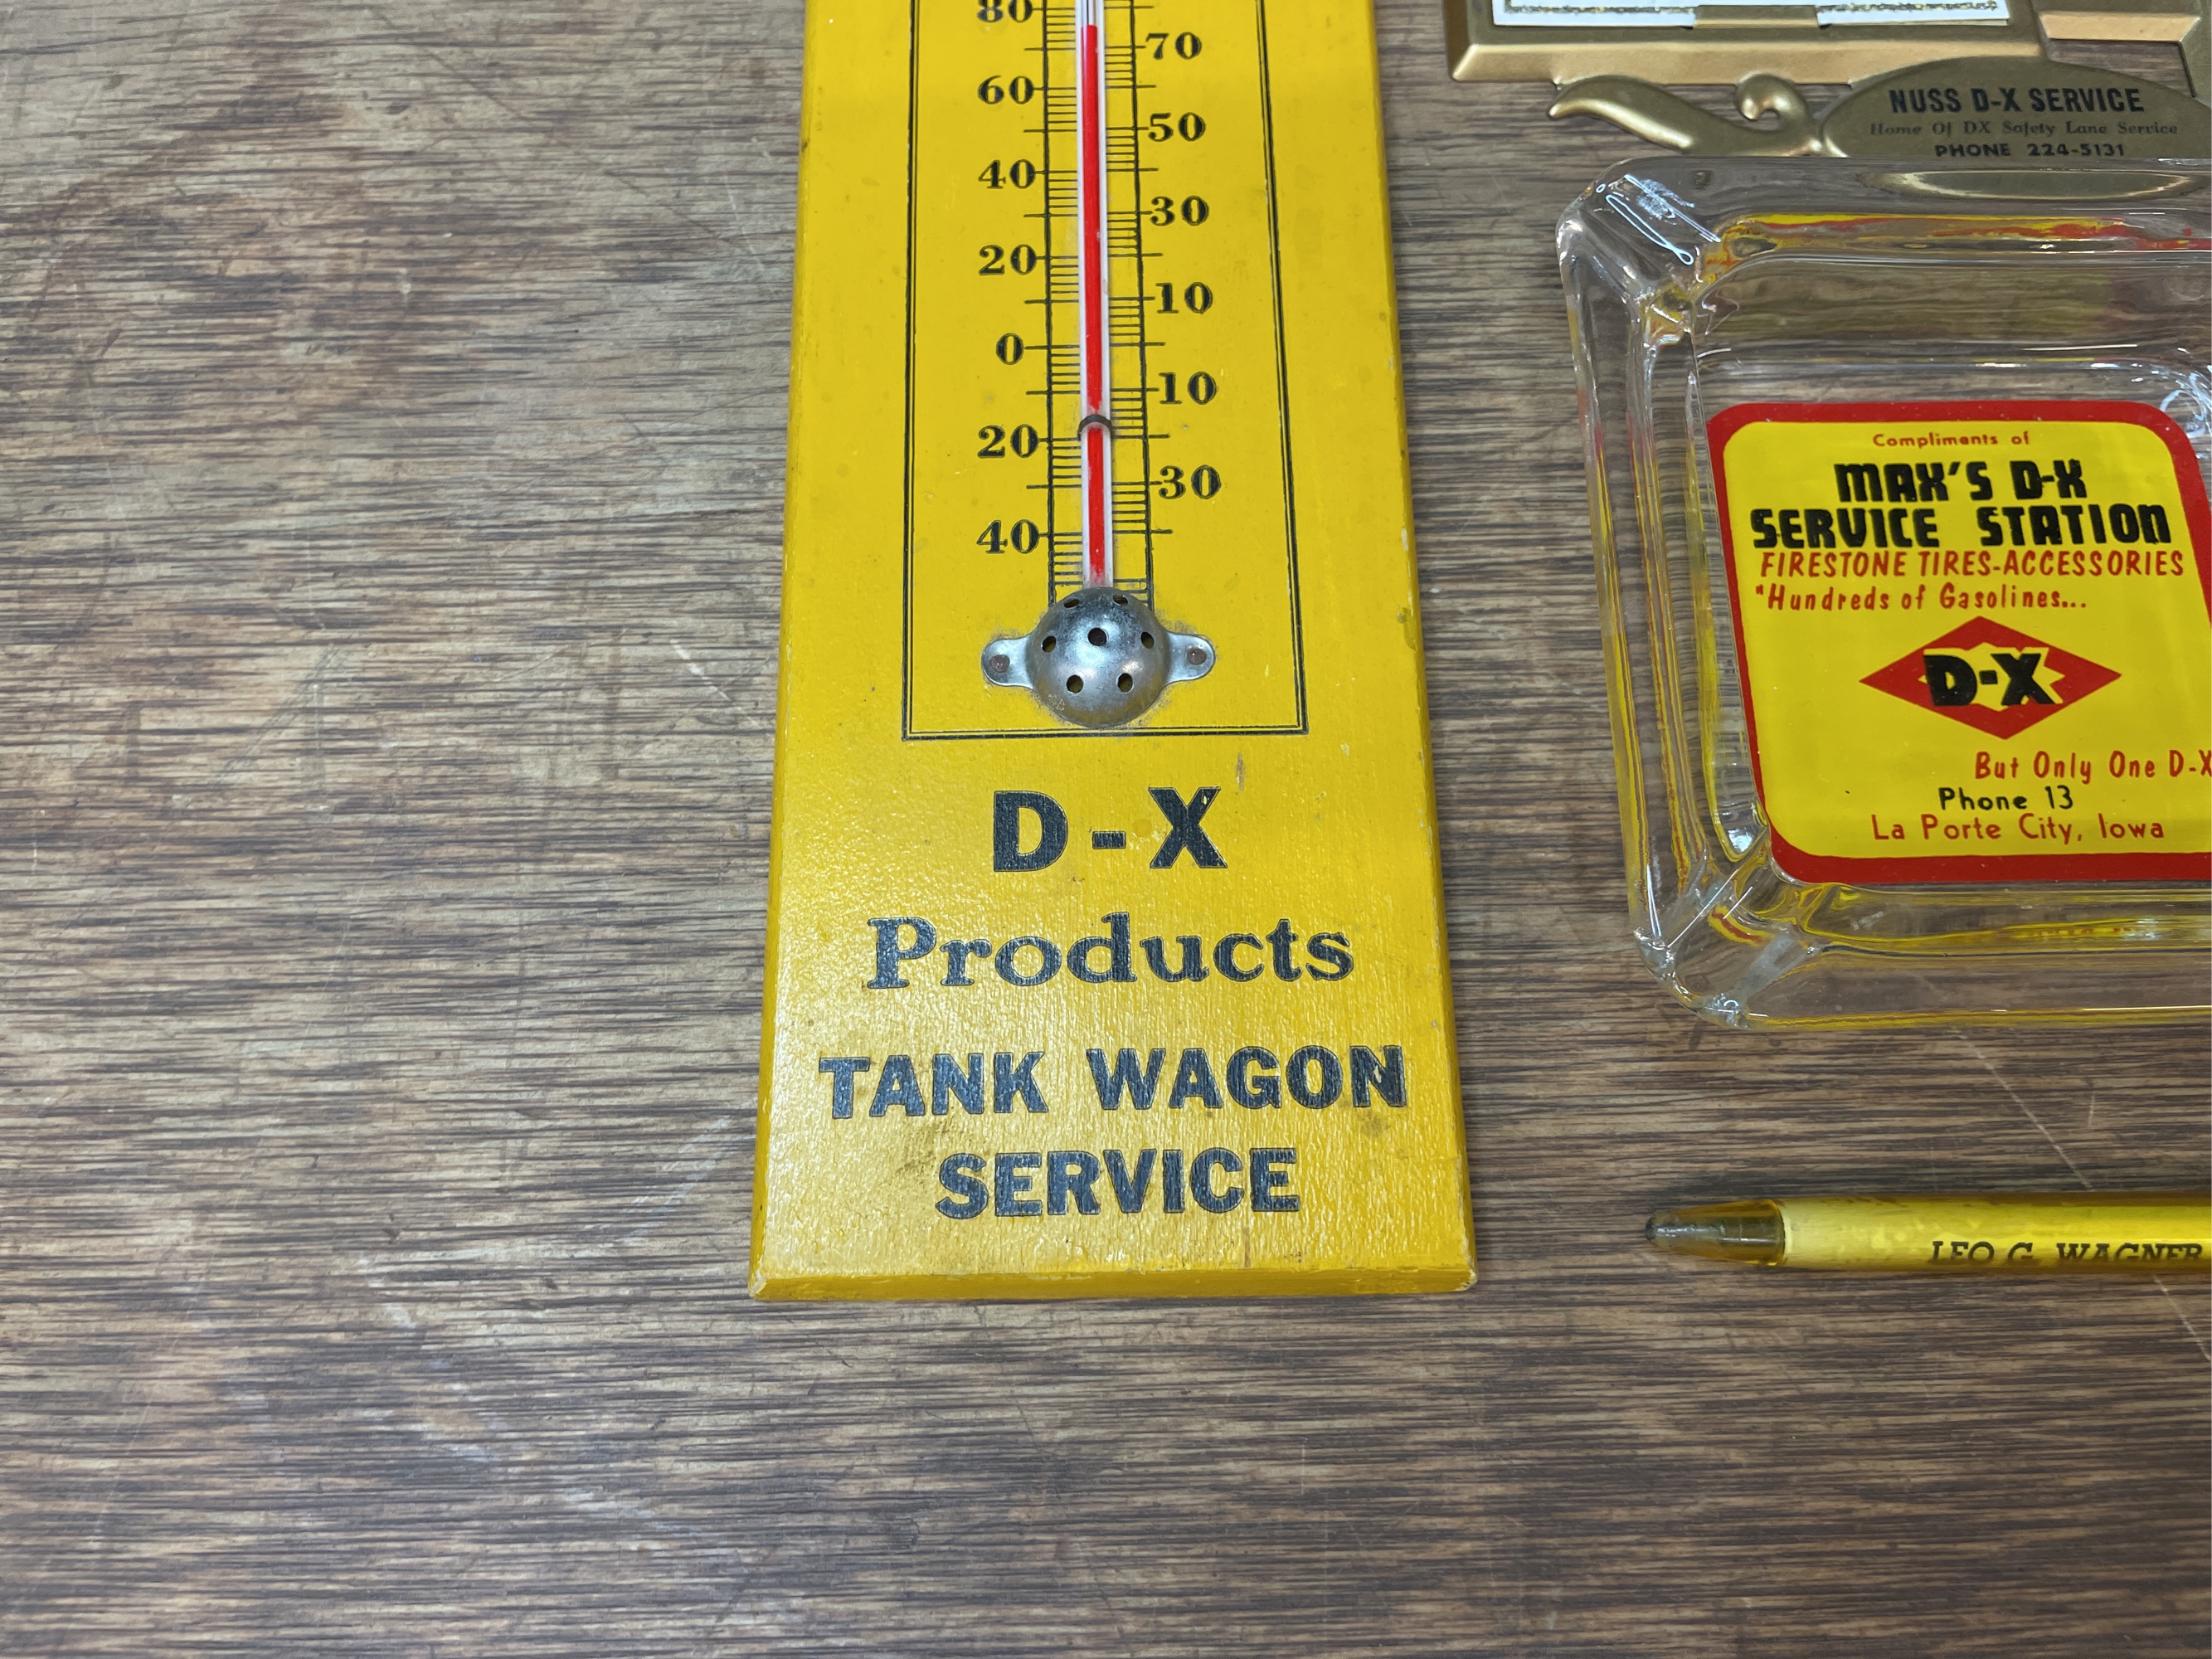 80
70
60
50
40
30
20
10
0
10
20
30
40
D-X
Products
TANK WAGON
SERVICE
NUSS D-X SERVICE
Home Of DX Safety Lane Service
PHONE 224-5131
Compliments of
MAX'S D-X
SERVICE STATION
FIRESTONE TIRES-ACCESSORIES
"Hundreds of Gasolines...
D-X
But Only One D-X
Phone 13
La Porte City, Iowa
LEO G. WAGNER